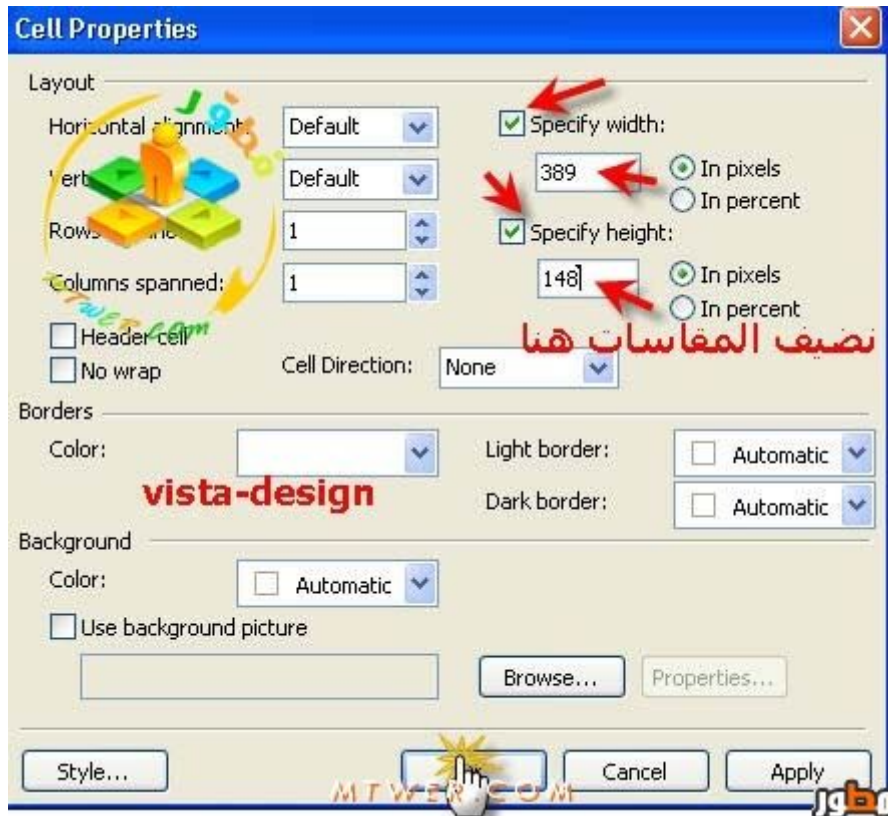 Cell Properties
Layout
Horizontal alignment: Default
Specify width:
389
In pixels
In percent
Default
Rows
1
Specify height:
148
In pixels
In percent
Columns spanned: 1
نضيف المقاسات هنا
Header cell
No wrap
Cell Direction: None
Borders
Color:
Light border: Automatic
vista-design
Dark border: Automatic
Background
Color: Automatic
Use background picture
Browse... Properties...
Style... Cancel Apply
MTWER.COM
مطور